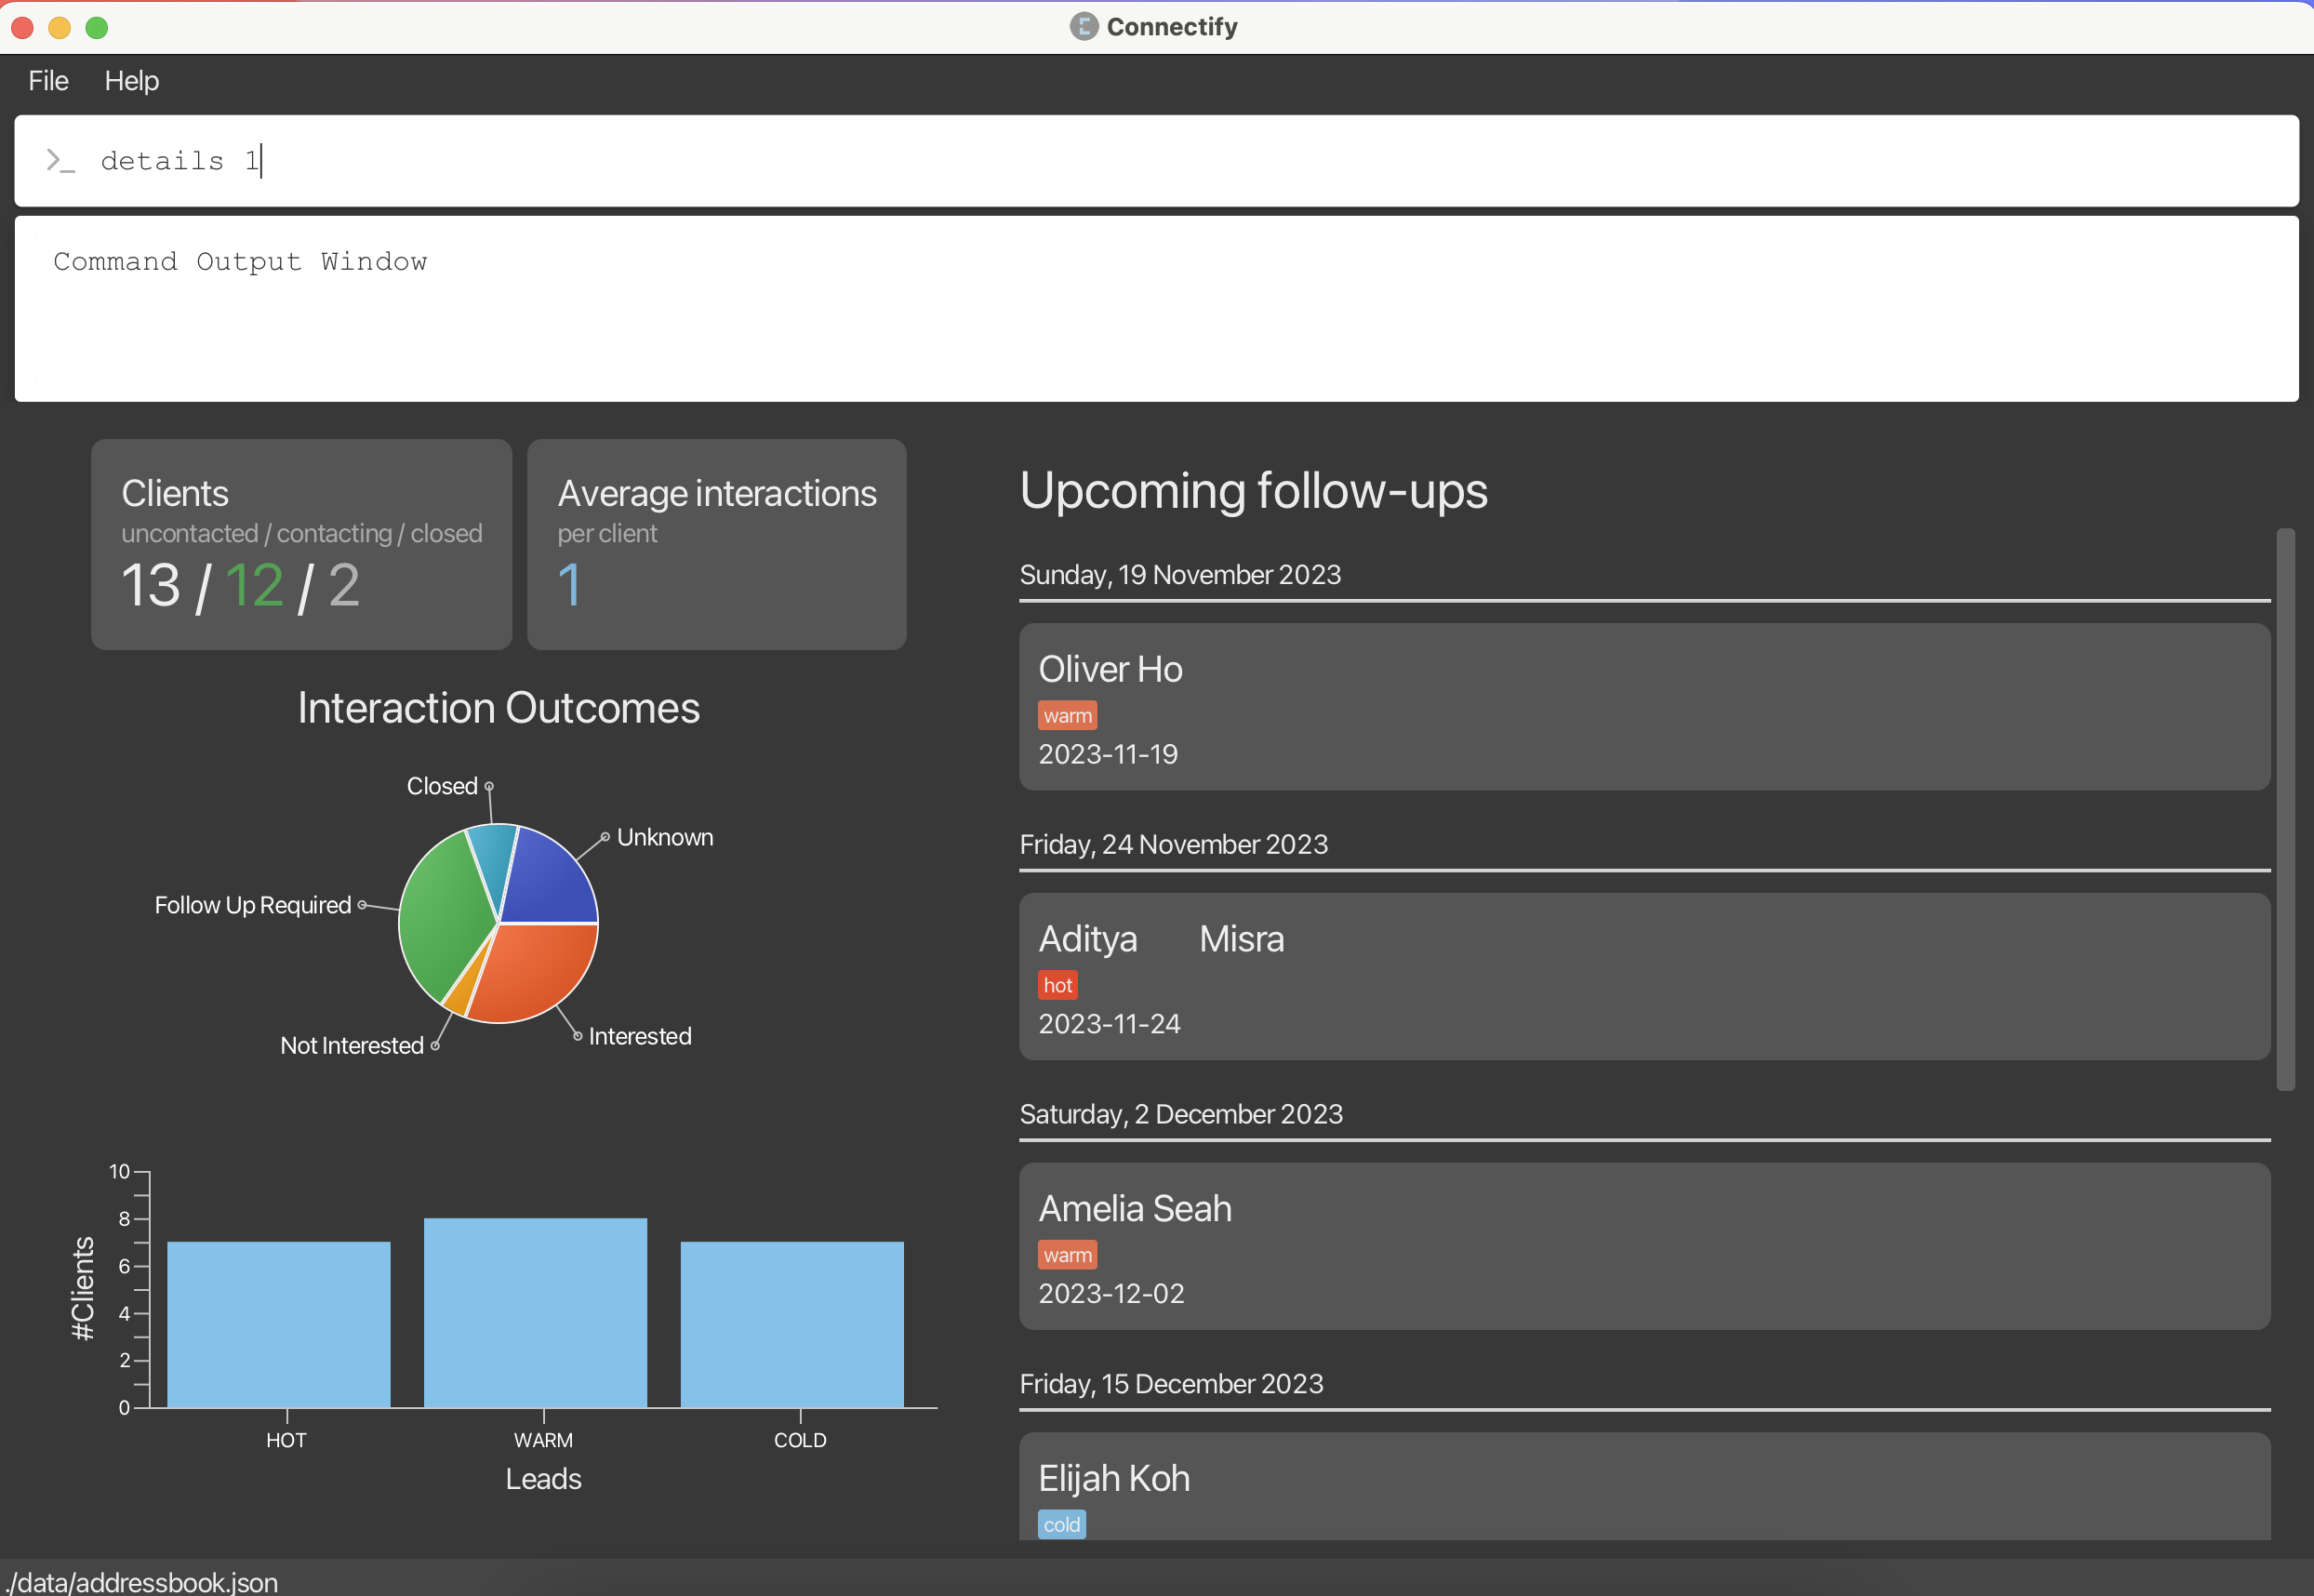 Connectify
File Help
>_ details 1
Command Output Window
Clients
uncontacted / contacting / closed
13 / 12 / 2
Average interactions
per client
1
Interaction Outcomes
Closed
Unknown
Follow Up Required
Not Interested
Interested
10
8
6
4
2
0
#Clients
HOT WARM COLD
Leads
Upcoming follow-ups
Sunday, 19 November 2023
Oliver Ho
warm
2023-11-19
Friday, 24 November 2023
Aditya Misra
hot
2023-11-24
Saturday, 2 December 2023
Amelia Seah
warm
2023-12-02
Friday, 15 December 2023
Elijah Koh
cold
./data/addressbook.json